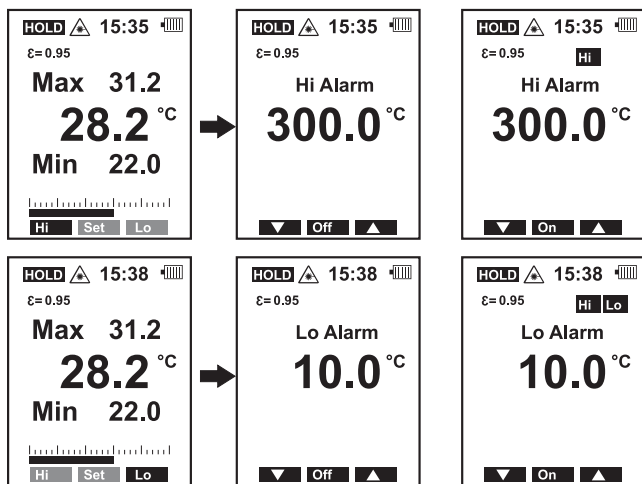 HOLD 15:35
ε= 0.95
Max 31.2
28.2 °C
Min 22.0
Hi Set Lo
HOLD 15:35
ε= 0.95
Hi Alarm
300.0 °C
▼ Off ▲
HOLD 15:35
ε= 0.95 Hi
Hi Alarm
300.0 °C
▼ On ▲
HOLD 15:38
ε= 0.95
Max 31.2
28.2 °C
Min 22.0
Hi Set Lo
HOLD 15:38
ε= 0.95
Lo Alarm
10.0 °C
▼ Off ▲
HOLD 15:38
ε= 0.95 Hi Lo
Lo Alarm
10.0 °C
▼ On ▲